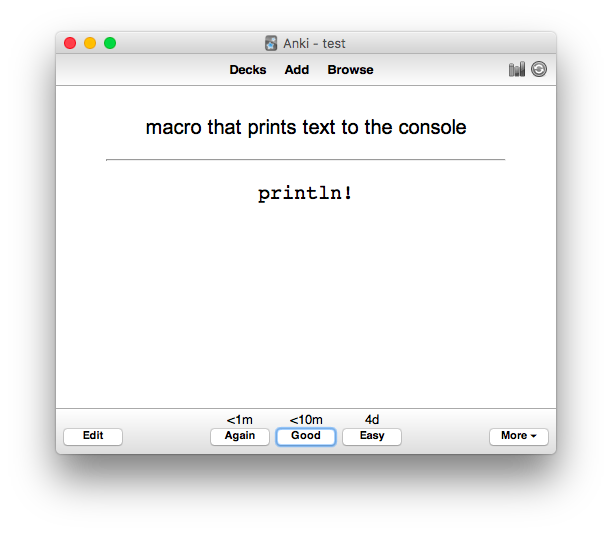 Anki - test
Decks Add Browse
macro that prints text to the console
println!
<1m <10m 4d
Edit Again Good Easy More